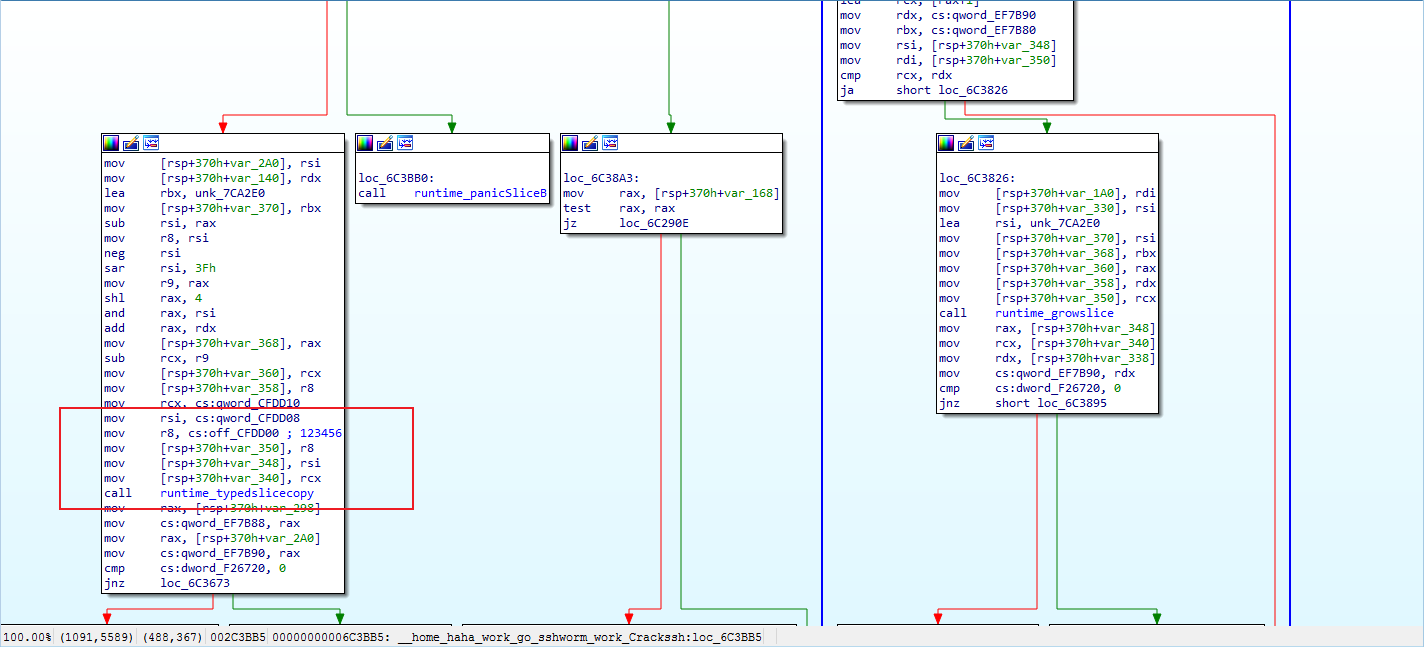 mov rdx, cs:qword_EF7B90
mov rbx, cs:qword_EF7B80
mov rsi, [rsp+370h+var_348]
mov rdi, [rsp+370h+var_350]
cmp rcx, rdx
ja short loc_6C3826
mov [rsp+370h+var_2A0], rsi
mov [rsp+370h+var_140], rdx
lea rbx, unk_7CA2E0
mov [rsp+370h+var_370], rbx
sub rsi, rax
mov r8, rsi
neg rsi
sar rsi, 3Fh
mov r9, rax
shl rax, 4
and rax, rsi
add rax, rdx
mov [rsp+370h+var_368], rax
sub rcx, r9
mov [rsp+370h+var_360], rcx
mov [rsp+370h+var_358], r8
mov rcx, cs:qword_CFDD10
mov rsi, cs:qword_CFDD08
mov r8, cs:off_CFDD00 ; 123456
mov [rsp+370h+var_350], r8
mov [rsp+370h+var_348], rsi
mov [rsp+370h+var_340], rcx
call runtime_typedslicecopy
mov rax, [rsp+370h+var_298]
mov cs:qword_EF7B88, rax
mov rax, [rsp+370h+var_2A0]
mov cs:qword_EF7B90, rax
cmp cs:dword_F26720, 0
jnz loc_6C3673
loc_6C3BB0:
call runtime_panicSliceB
loc_6C38A3:
mov rax, [rsp+370h+var_168]
test rax, rax
jz loc_6C290E
loc_6C3826:
mov [rsp+370h+var_1A0], rdi
mov [rsp+370h+var_330], rsi
lea rsi, unk_7CA2E0
mov [rsp+370h+var_370], rsi
mov [rsp+370h+var_368], rbx
mov [rsp+370h+var_360], rax
mov [rsp+370h+var_358], rdx
mov [rsp+370h+var_350], rcx
call runtime_growslice
mov rax, [rsp+370h+var_348]
mov rcx, [rsp+370h+var_340]
mov rdx, [rsp+370h+var_338]
mov cs:qword_EF7B90, rdx
cmp cs:dword_F26720, 0
jnz short loc_6C3895
100.00% (1091,5589) (488,367) 002C3BB5 00000000006C3BB5: __home_haha_work_go_sshworm_work_Crackssh:loc_6C3BB5